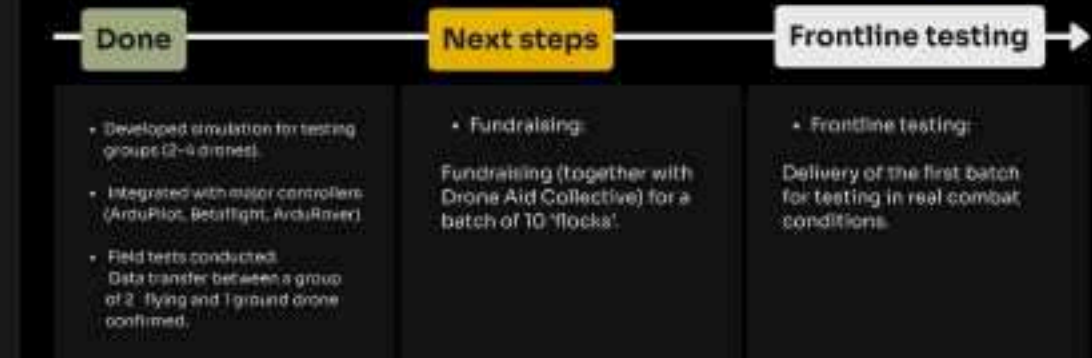 Done
Next steps
Frontline testing
• Developed simulation for testing
groups (2-4 drones).
• Integrated with major controllers
(ArduPilot, Betaflight, ArduRover)
• Field tests conducted:
Data transfer between a group
of 2 flying and 1 ground drone
confirmed.
• Fundraising:
Fundraising (together with
Drone Aid Collective) for a
batch of 10 'flocks'.
• Frontline testing:
Delivery of the first batch
for testing in real combat
conditions.